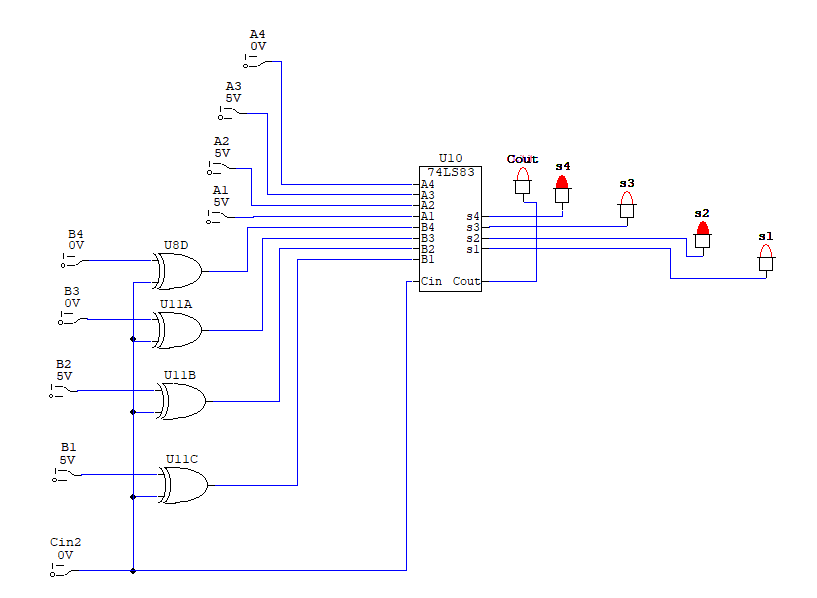 A4
0V
A3
5V
A2
5V
A1
5V
B4
0V
B3
0V
B2
5V
B1
5V
Cin2
0V
U8D
U11A
U11B
U11C
U10
74LS83
A4
A3
A2
A1
B4
B3
B2
B1
Cin
s4
s3
s2
s1
Cout
Cout
s4
s3
s2
s1